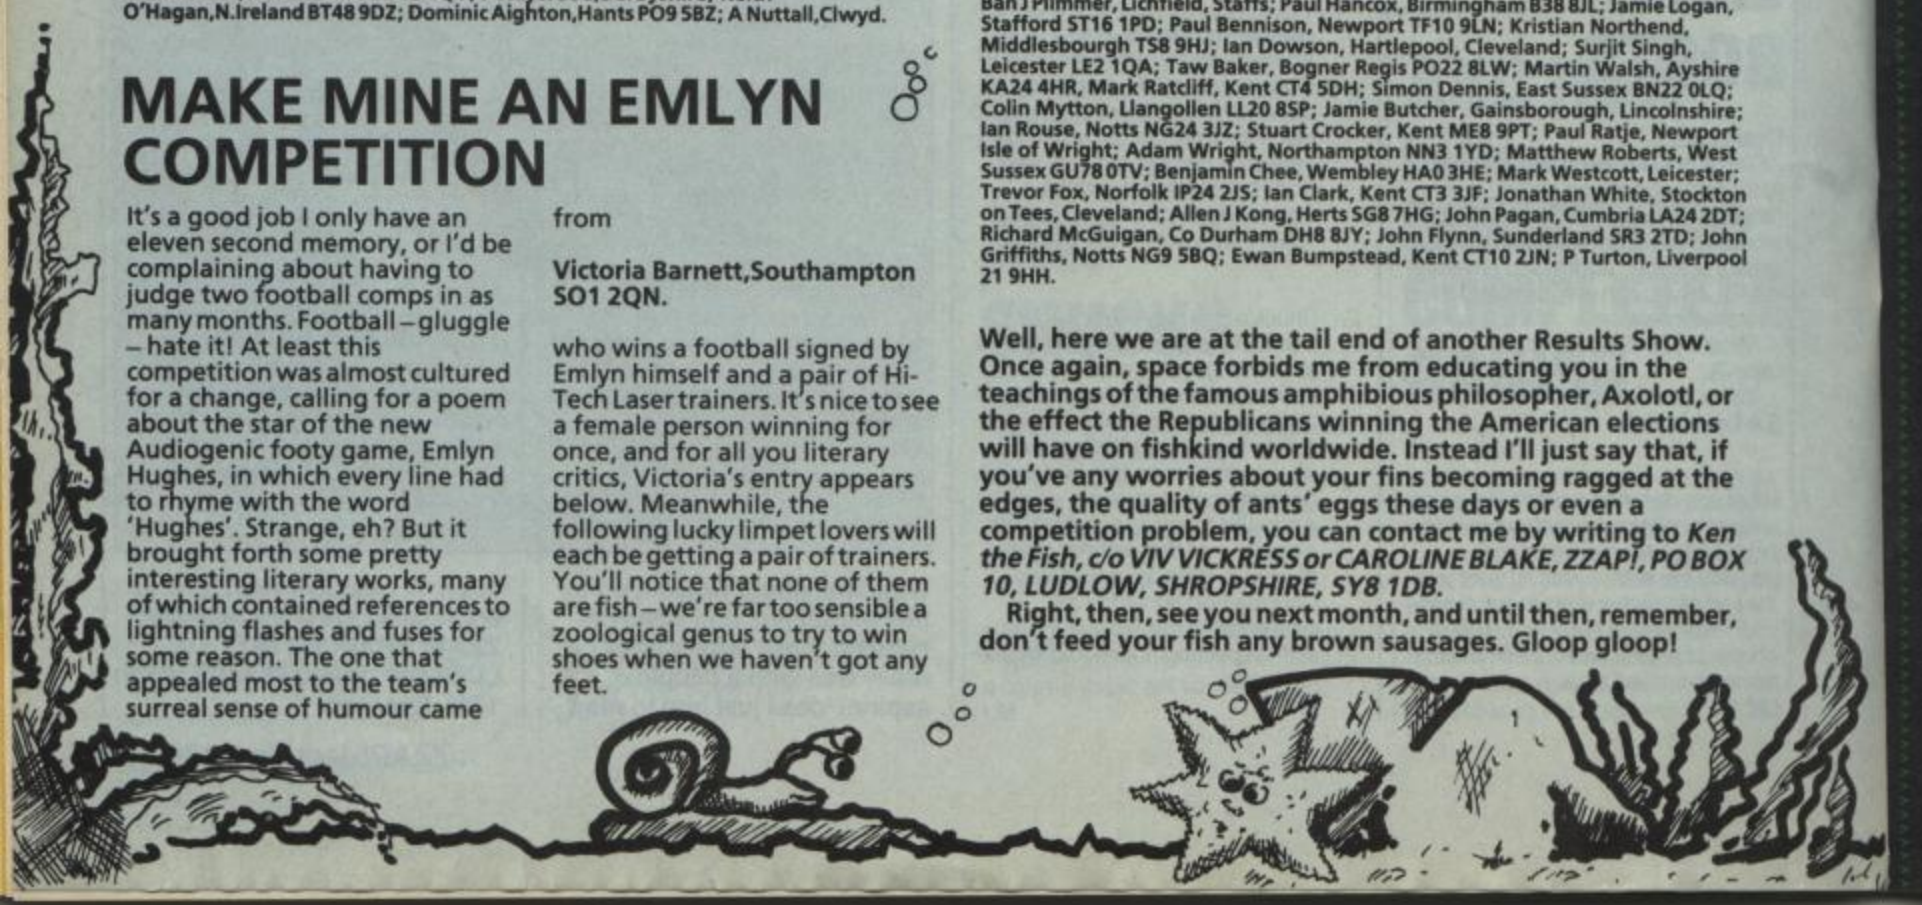 O'Hagan,N.Ireland BT48 9DZ; Dominic Aighton,Hants PO9 5BZ; A Nuttall,Clwyd.
MAKE MINE AN EMLYN
COMPETITION
It's a good job I only have an
eleven second memory, or I'd be
complaining about having to
judge two football comps in as
many months. Football – gluggle
– hate it! At least this
competition was almost cultured
for a change, calling for a poem
about the star of the new
Audiogenic footy game, Emlyn
Hughes, in which every line had
to rhyme with the word
'Hughes'. Strange, eh? But it
brought forth some pretty
interesting literary works, many
of which contained references to
lightning flashes and fuses for
some reason. The one that
appealed most to the team's
surreal sense of humour came
from
Victoria Barnett,Southampton
SO1 2QN.
who wins a football signed by
Emlyn himself and a pair of Hi-
Tech Laser trainers. It's nice to see
a female person winning for
once, and for all you literary
critics, Victoria's entry appears
below. Meanwhile, the
following lucky limpet lovers will
each be getting a pair of trainers.
You'll notice that none of them
are fish – we're far too sensible a
zoological genus to try to win
shoes when we haven't got any
feet.
Plimmer, Lichfield, Staffs; Paul Hancox, Birmingham B38 8JL; Jamie Logan,
Stafford ST16 1PD; Paul Bennison, Newport TF10 9LN; Kristian Northend,
Middlesbourgh TS8 9HJ; Ian Dowson, Hartlepool, Cleveland; Surjit Singh,
Leicester LE2 1QA; Taw Baker, Bogner Regis PO22 8LW; Martin Walsh, Ayshire
KA24 4HR, Mark Ratcliff, Kent CT4 5DH; Simon Dennis, East Sussex BN22 0LQ;
Colin Mytton, Llangollen LL20 8SP; Jamie Butcher, Gainsborough, Lincolnshire;
Ian Rouse, Notts NG24 3JZ; Stuart Crocker, Kent ME8 9PT; Paul Ratje, Newport
Isle of Wright; Adam Wright, Northampton NN3 1YD; Matthew Roberts, West
Sussex GU78 0TV; Benjamin Chee, Wembley HA0 3HE; Mark Westcott, Leicester;
Trevor Fox, Norfolk IP24 2JS; Ian Clark, Kent CT3 3JF; Jonathan White, Stockton
on Tees, Cleveland; Allen J Kong, Herts SG8 7HG; John Pagan, Cumbria LA24 2DT;
Richard McGuigan, Co Durham DH8 8JY; John Flynn, Sunderland SR3 2TD; John
Griffiths, Notts NG9 5BQ; Ewan Bumpstead, Kent CT10 2JN; P Turton, Liverpool
21 9HH.
Well, here we are at the tail end of another Results Show.
Once again, space forbids me from educating you in the
teachings of the famous amphibious philosopher, Axolotl, or
the effect the Republicans winning the American elections
will have on fishkind worldwide. Instead I'll just say that, if
you've any worries about your fins becoming ragged at the
edges, the quality of ants' eggs these days or even a
competition problem, you can contact me by writing to Ken
the Fish, c/o VIV VICKRESS or CAROLINE BLAKE, ZZAP!, PO BOX
10, LUDLOW, SHROPSHIRE, SY8 1DB.
Right, then, see you next month, and until then, remember,
don't feed your fish any brown sausages. Gloop gloop!